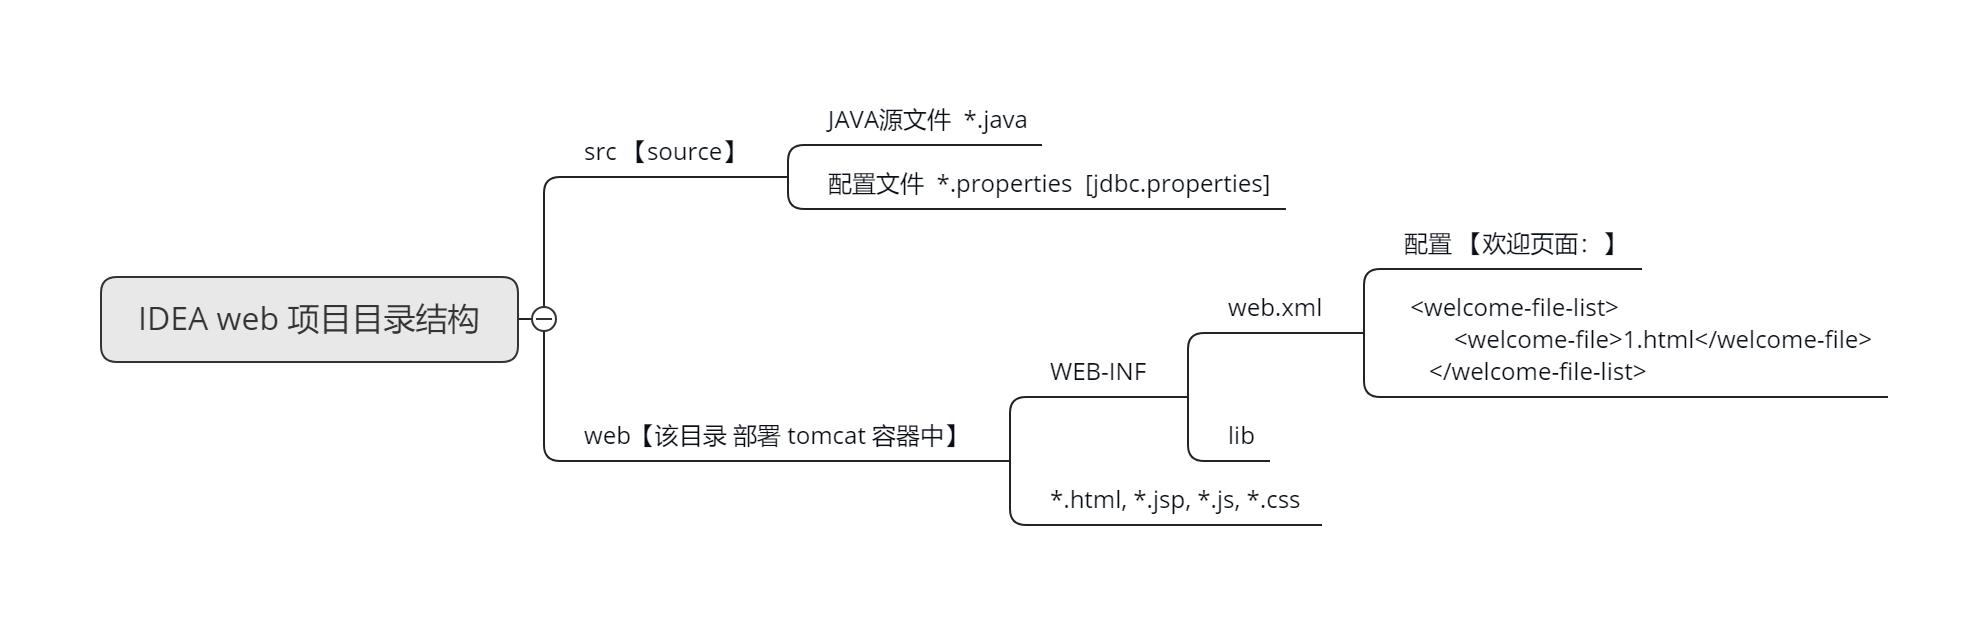 IDEA web 项目目录结构
src 【source】
JAVA源文件  *.java
配置文件  *.properties  [jdbc.properties]
web【该目录 部署 tomcat 容器中】
WEB-INF
web.xml
配置 【欢迎页面：】
<welcome-file-list>
<welcome-file>1.html</welcome-file>
</welcome-file-list>
lib
*.html, *.jsp, *.js, *.css